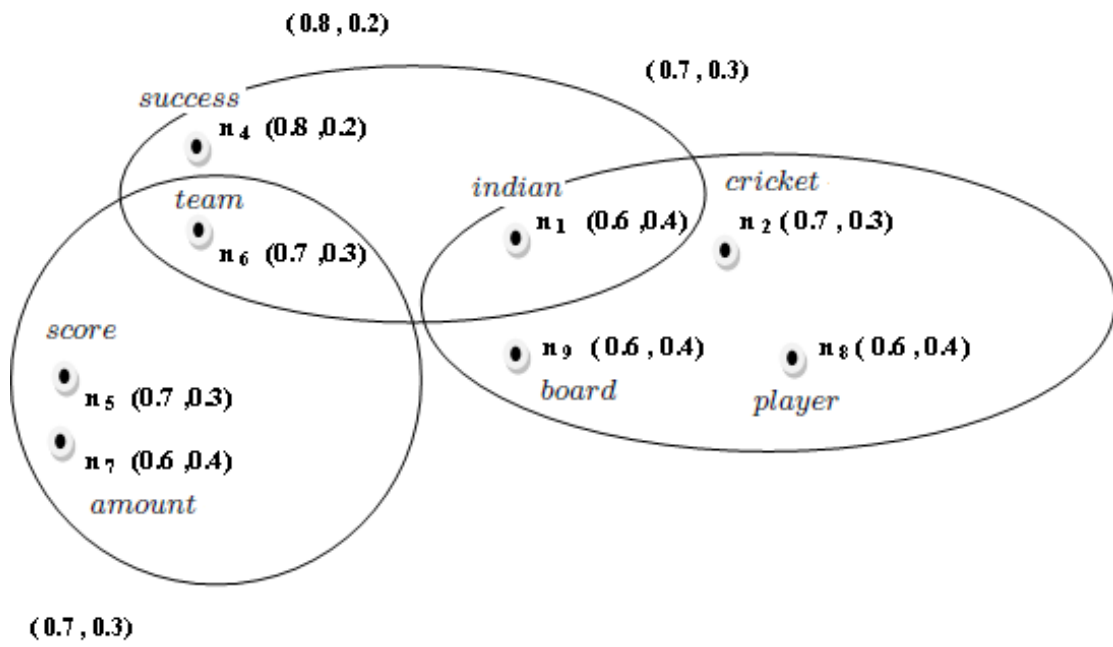 (0.8 , 0.2)
(0.7 , 0.3)
success
n 4 (0.8 ,0.2)
team
n 6 (0.7 ,0.3)
indian
n 1 (0.6 ,0.4)
cricket
n 2 ( 0.7 , 0.3)
score
n 5 (0.7 ,0.3)
n 7 (0.6 ,0.4)
amount
n 9 (0.6 , 0.4)
board
n 8 ( 0.6 , 0.4)
player
(0.7 , 0.3)